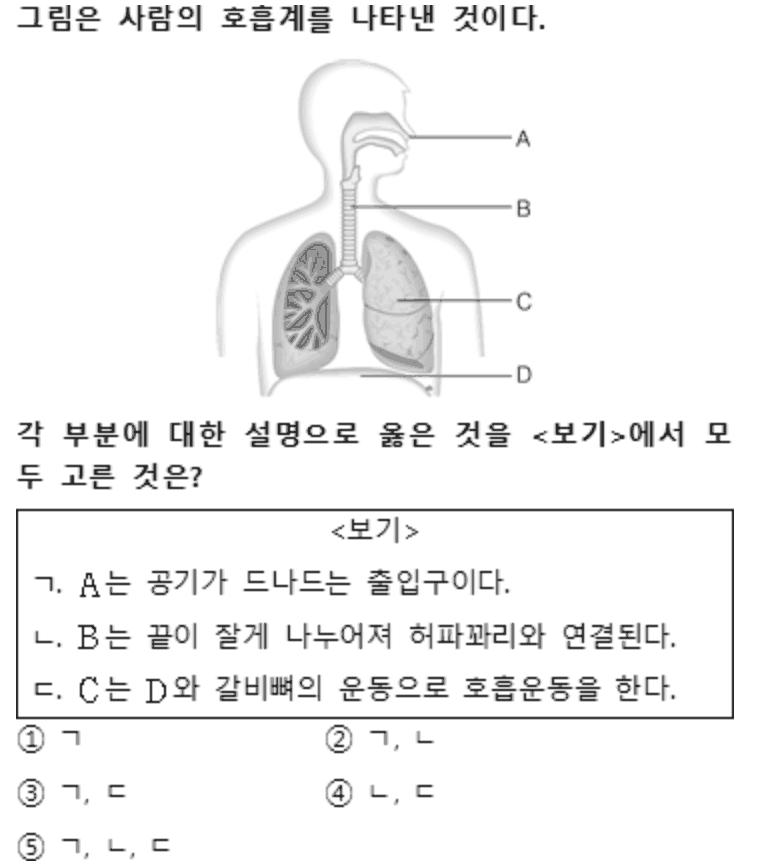 그림은 사람의 호흡계를 나타낸 것이다.
A
B
C
D
각 부분에 대한 설명으로 옳은 것을 <보기>에서 모
두 고른 것은?
<보기>
ㄱ. A는 공기가 드나드는 출입구이다.
ㄴ. B는 끝이 잘게 나누어져 허파꽈리와 연결된다.
ㄷ. C는 D와 갈비뼈의 운동으로 호흡운동을 한다.
① ㄱ ② ㄱ, ㄴ
③ ㄱ, ㄷ ④ ㄴ, ㄷ
⑤ ㄱ, ㄴ, ㄷ